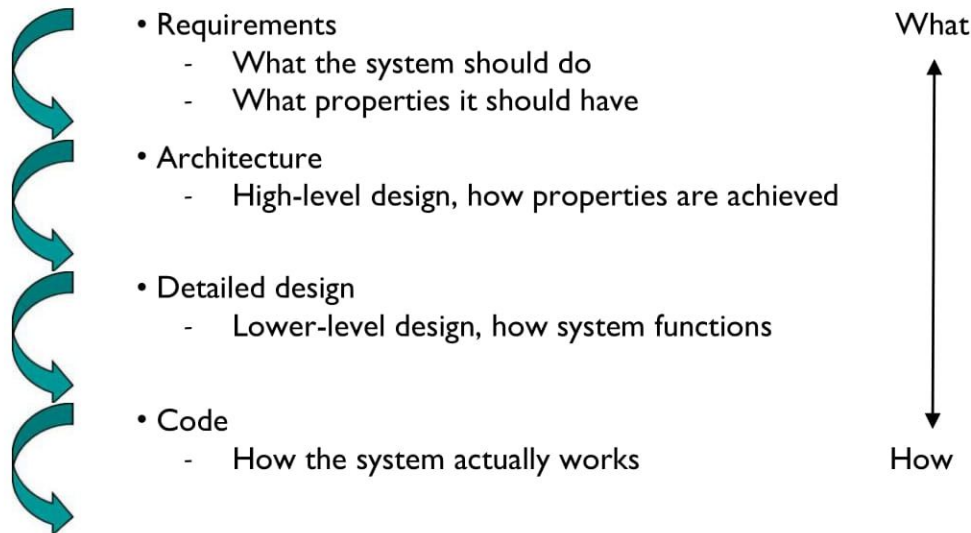 • Requirements
What
- What the system should do
- What properties it should have
• Architecture
- High-level design, how properties are achieved
• Detailed design
- Lower-level design, how system functions
• Code
- How the system actually works
How